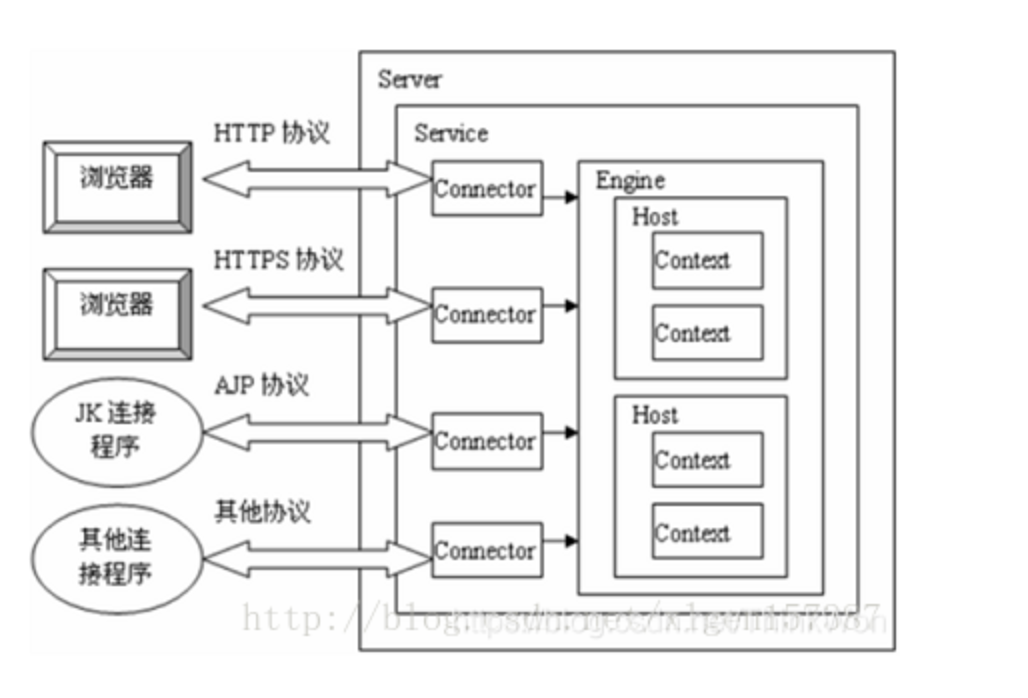 Server
Service
HTTP 协议
浏览器
Connector
Engine
Host
Context
Context
HTTPS 协议
浏览器
Connector
AJP 协议
JK 连接
程序
Connector
Host
Context
Context
其他协议
其他连
接程序
Connector